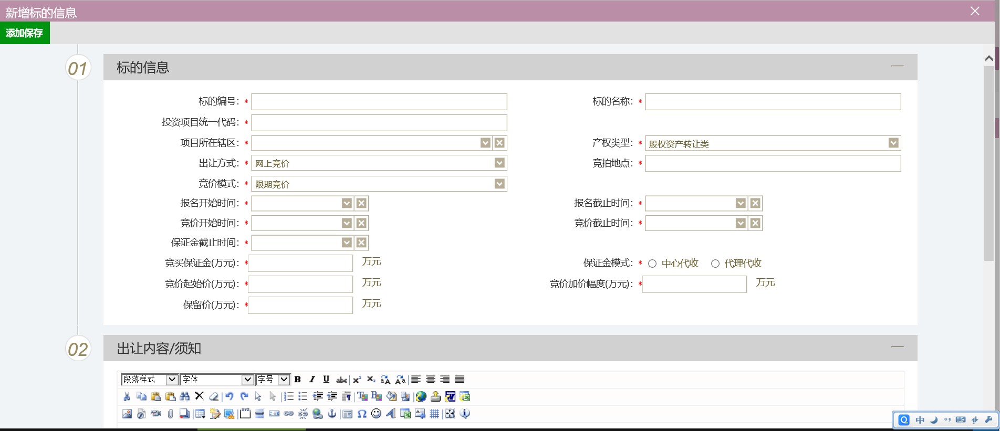 新增标的信息
添加保存
01 标的信息
标的编号：* 标的名称：*
投资项目统一代码：*
项目所在辖区：* 产权类型：* 股权资产转让类
出让方式：* 网上竞价 竞拍地点：*
竞价模式：* 限期竞价
报名开始时间：* 报名截止时间：*
竞价开始时间：* 竞价截止时间：*
保证金截止时间：*
竞买保证金(万元)：* 万元 保证金模式：* 中心代收 代理代收
竞价起始价(万元)：* 万元 竞价加价幅度(万元)：* 万元
保留价(万元)：* 万元
02 出让内容/须知
段落样式 字体 字号 B I U abc x² x₂ aA Aa
中